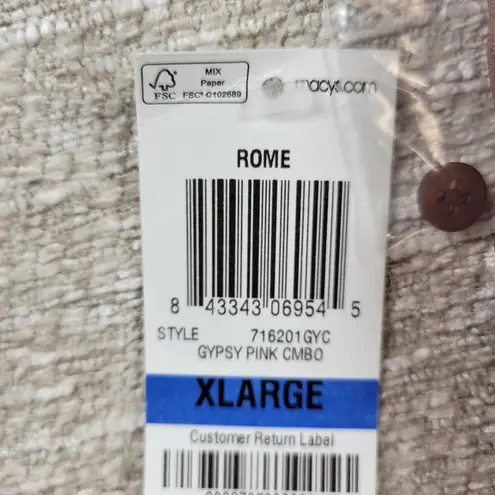 MIX
Paper
FSC FSC® C102689
macys.com
ROME
8 43343 06954 5
STYLE 716201GYC
GYPSY PINK CMBO
XLARGE
Customer Return Label